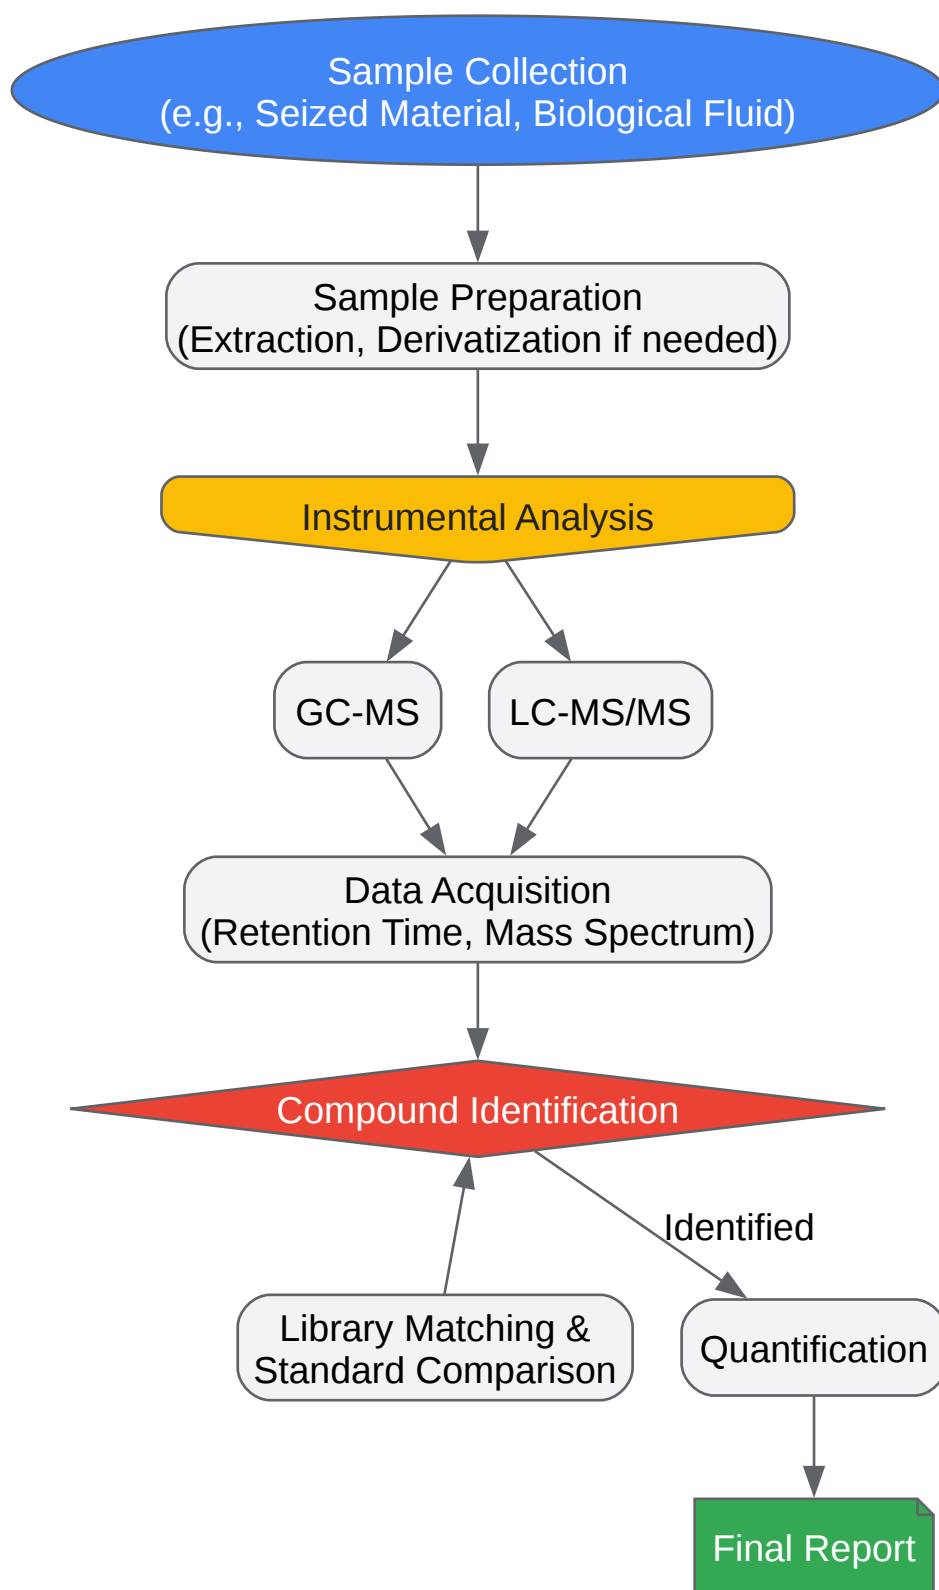 Sample Collection
(e.g., Seized Material, Biological Fluid)
Sample Preparation
(Extraction, Derivatization if needed)
Instrumental Analysis
GC-MS
LC-MS/MS
Data Acquisition
(Retention Time, Mass Spectrum)
Compound Identification
Identified
Library Matching &
Standard Comparison
Quantification
Final Report